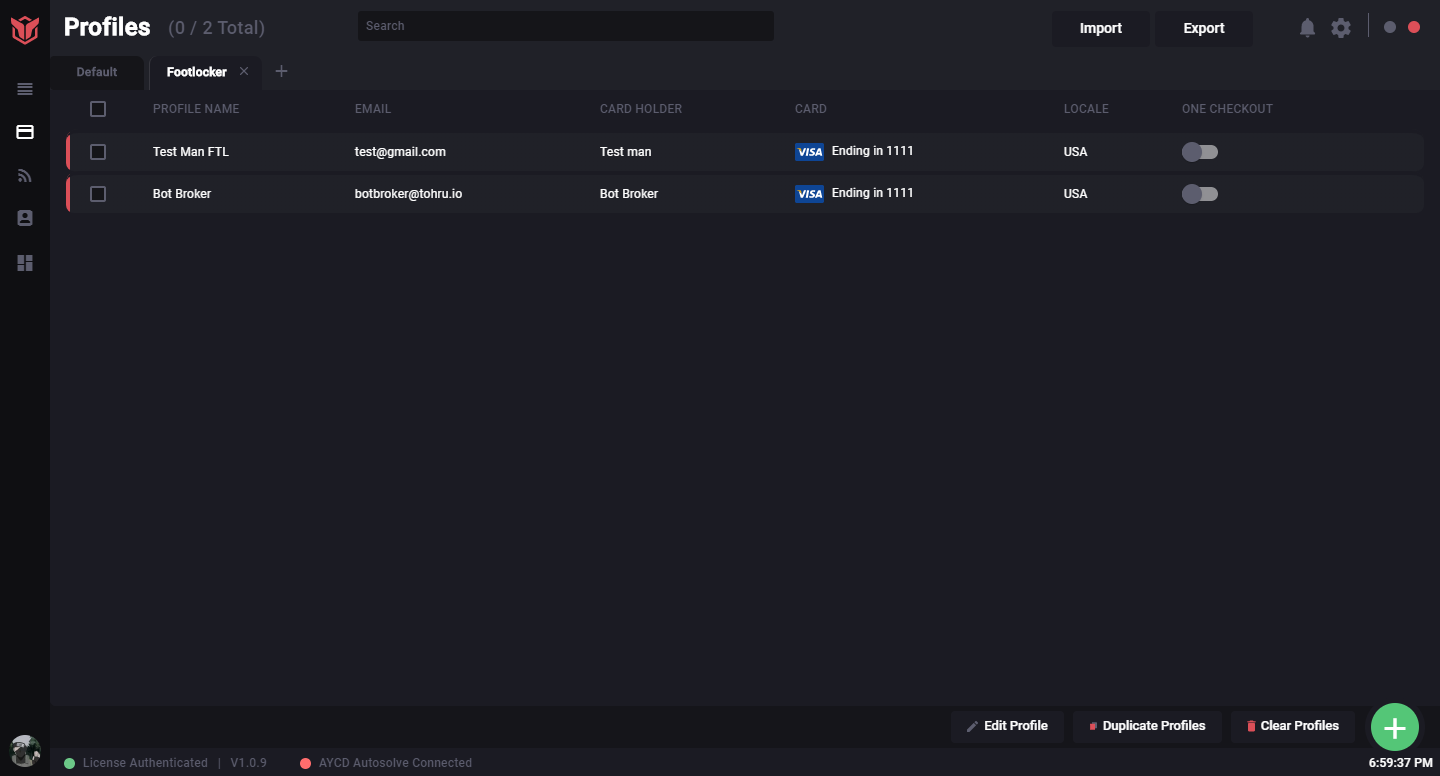 Profiles (0 / 2 Total) Search Import Export
Default Footlocker
PROFILE NAME EMAIL CARD HOLDER CARD LOCALE ONE CHECKOUT
Test Man FTL test@gmail.com Test man VISA Ending in 1111 USA
Bot Broker botbroker@tohru.io Bot Broker VISA Ending in 1111 USA
Edit Profile Duplicate Profiles Clear Profiles
License Authenticated | V1.0.9 AYCD Autosolve Connected 6:59:37 PM